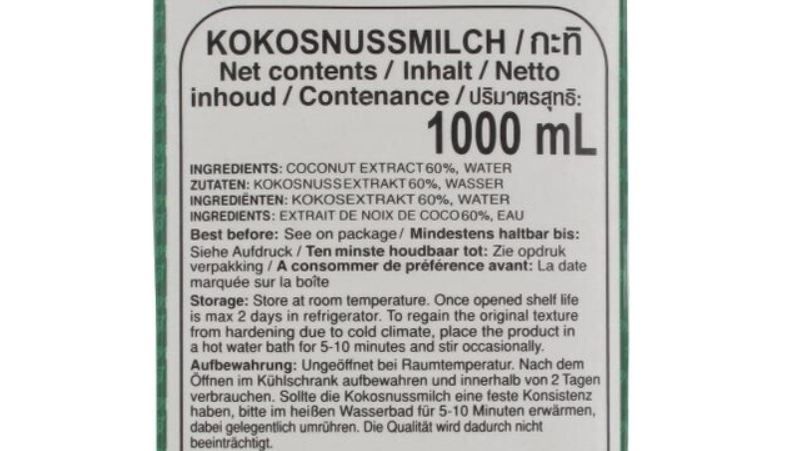 KOKOSNUSSMILCH / กะทิ
Net contents / Inhalt / Netto
inhoud / Contenance / ปริมาตรสุทธิ:
1000 mL
INGREDIENTS: COCONUT EXTRACT 60%, WATER
ZUTATEN: KOKOSNUSSEXTRAKT 60%, WASSER
INGREDIËNTEN: KOKOSEXTRAKT 60%, WATER
INGREDIENTS: EXTRAIT DE NOIX DE COCO 60%, EAU
Best before: See on package / Mindestens haltbar bis:
Siehe Aufdruck / Ten minste houdbaar tot: Zie opdruk
verpakking / A consommer de préférence avant: La date
marquée sur la boîte
Storage: Store at room temperature. Once opened shelf life
is max 2 days in refrigerator. To regain the original texture
from hardening due to cold climate, place the product in
a hot water bath for 5-10 minutes and stir occasionally.
Aufbewahrung: Ungeöffnet bei Raumtemperatur. Nach dem
Öffnen im Kühlschrank aufbewahren und innerhalb von 2 Tagen
verbrauchen. Sollte die Kokosnussmilch eine feste Konsistenz
haben, bitte im heißen Wasserbad für 5-10 Minuten erwärmen,
dabei gelegentlich umrühren. Die Qualität wird dadurch nicht
beeinträchtigt.